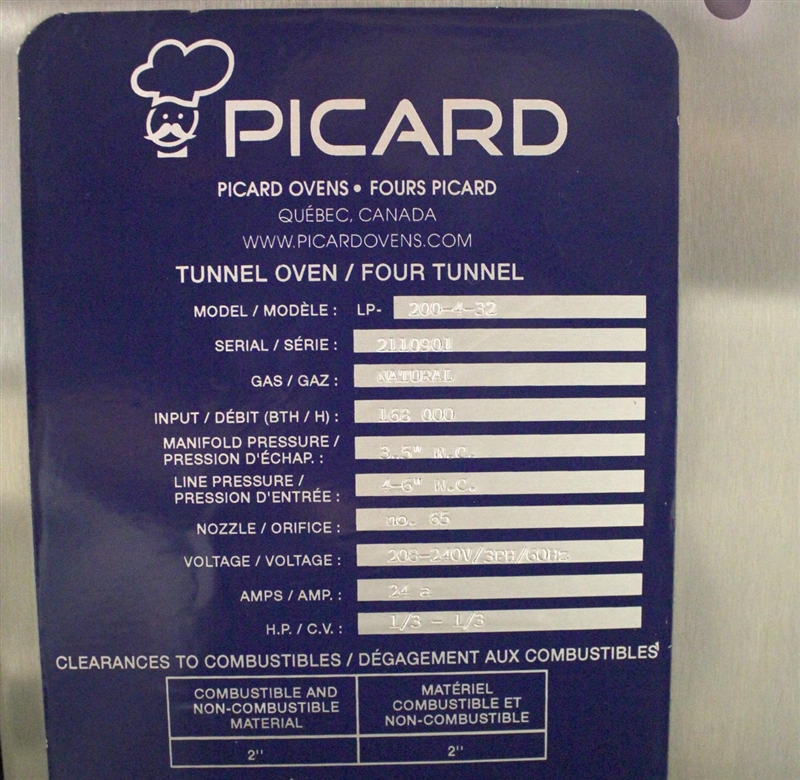 PICARD
PICARD OVENS • FOURS PICARD
QUÉBEC, CANADA
WWW.PICARDOVENS.COM
TUNNEL OVEN / FOUR TUNNEL
MODEL / MODÈLE : LP- 200-4-32
SERIAL / SÉRIE : 2110901
GAS / GAZ : NATURAL
INPUT / DÉBIT (BTH / H) : 168 000
MANIFOLD PRESSURE /
PRESSION D'ÉCHAP. : 3.5" W.C.
LINE PRESSURE /
PRESSION D'ENTRÉE : 4-6" W.C.
NOZZLE / ORIFICE : no. 65
VOLTAGE / VOLTAGE : 208-240V/3PH/60Hz
AMPS / AMP. : 24 a
H.P. / C.V. : 1/3 - 1/3
CLEARANCES TO COMBUSTIBLES / DÉGAGEMENT AUX COMBUSTIBLES
COMBUSTIBLE AND
NON-COMBUSTIBLE
MATERIAL
MATÉRIEL
COMBUSTIBLE ET
NON-COMBUSTIBLE
2" 2"